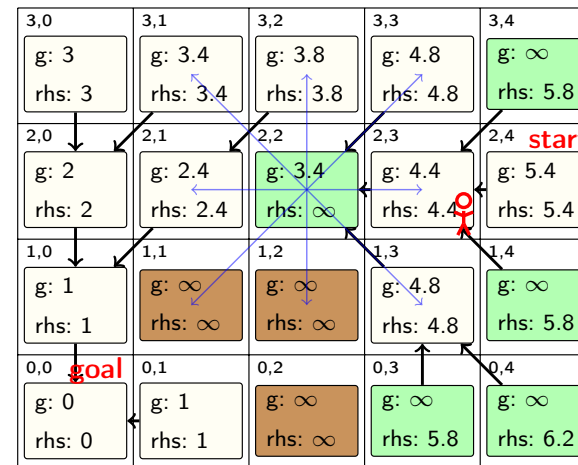 3,0 3,1 3,2 3,3 3,4
g: 3 g: 3.4 g: 3.8 g: 4.8 g: ∞
rhs: 3 rhs: 3.4 rhs: 3.8 rhs: 4.8 rhs: 5.8
2,0 2,1 2,2 2,3 2,4 star
g: 2 g: 2.4 g: 3.4 g: 4.4 g: 5.4
rhs: 2 rhs: 2.4 rhs: ∞ rhs: 4.4 rhs: 5.4
1,0 1,1 1,2 1,3 1,4
g: 1 g: ∞ g: ∞ g: 4.8 g: ∞
rhs: 1 rhs: ∞ rhs: ∞ rhs: 4.8 rhs: 5.8
0,0 goal 0,1 0,2 0,3 0,4
g: 0 g: 1 g: ∞ g: ∞ g: ∞
rhs: 0 rhs: 1 rhs: ∞ rhs: 5.8 rhs: 6.2